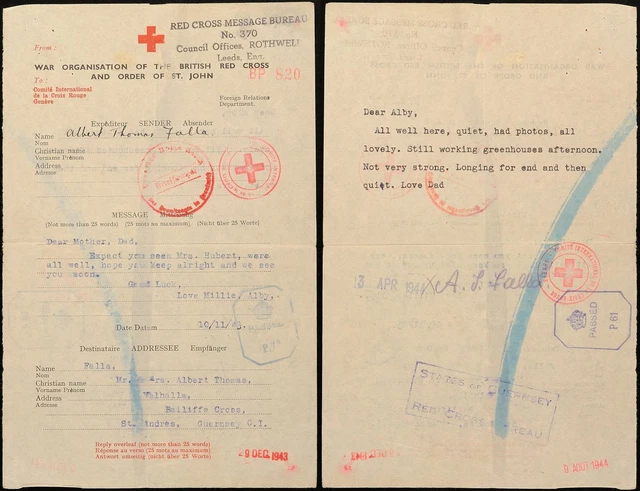 RED CROSS MESSAGE BUREAU
No. 370
Council Offices, ROTHWELL
Leeds, Eng.
From:
WAR ORGANISATION OF THE BRITISH RED CROSS
AND ORDER OF ST. JOHN
BP 820
To:
Comité International
de la Croix Rouge
Genève
Foreign Relations
Department.
Expéditeur SENDER Absender
Name Albert Thomas Falla.
Nom
Christian name
Vorname Prénom
Address
Adresse
MESSAGE Mitteilung
(Not more than 25 words) (25 mots au maximum) (Nicht über 25 Worte)
Dear Mother, Dad,
Expect you seen Mrs. Hubert, were
all well, hope you keep alright and we see
you soon.
Good Luck,
Love Millie, Alby.
Date Datum 10/11/43.
Destinataire ADDRESSEE Empfänger
Name Falla,
Nom
Christian name Mr. & Mrs. Albert Thomas,
Vorname Prénom
Address Valhalla,
Adresse
Bailiffs Cross,
St. Andres, Guernsey C.I.
Reply overleaf (not more than 25 words)
Réponse au verso (25 mots au maximum)
Antwort umseitig (nicht über 25 Worte)
-9 DEC. 1943
Dear Alby,
All well here, quiet, had photos, all
lovely. Still working greenhouses afternoon.
Not very strong. Longing for end and then
quiet. Love Dad
13 APR 1944
A. T. Falla
PASSED
P 61
STATES OF GUERNSEY
RED CROSS BUREAU
9 AOUT 1944